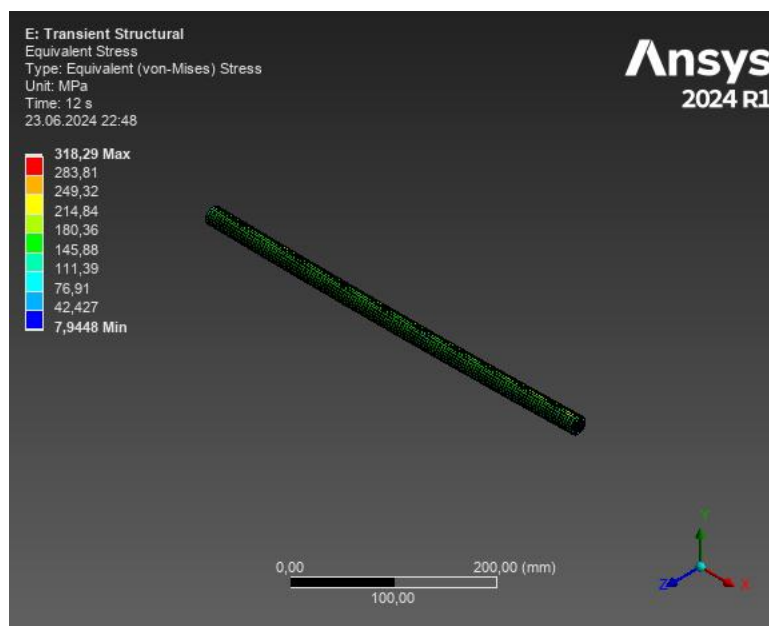 E: Transient Structural
Equivalent Stress
Type: Equivalent (von-Mises) Stress
Unit: MPa
Time: 12 s
23.06.2024 22:48
Ansys
2024 R1
318,29 Max
283,81
249,32
214,84
180,36
145,88
111,39
76,91
42,427
7,9448 Min
0,00
200,00 (mm)
100,00
Y
Z
X